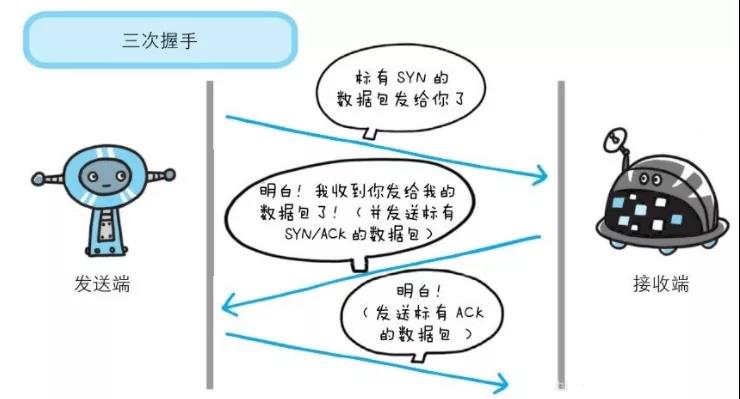 三次握手
标有 SYN 的
数据包发给你了
明白！我收到你发给我的
数据包了！（并发送标有
SYN/ACK 的数据包）
发送端
接收端
明白！
（发送标有 ACK
的数据包）